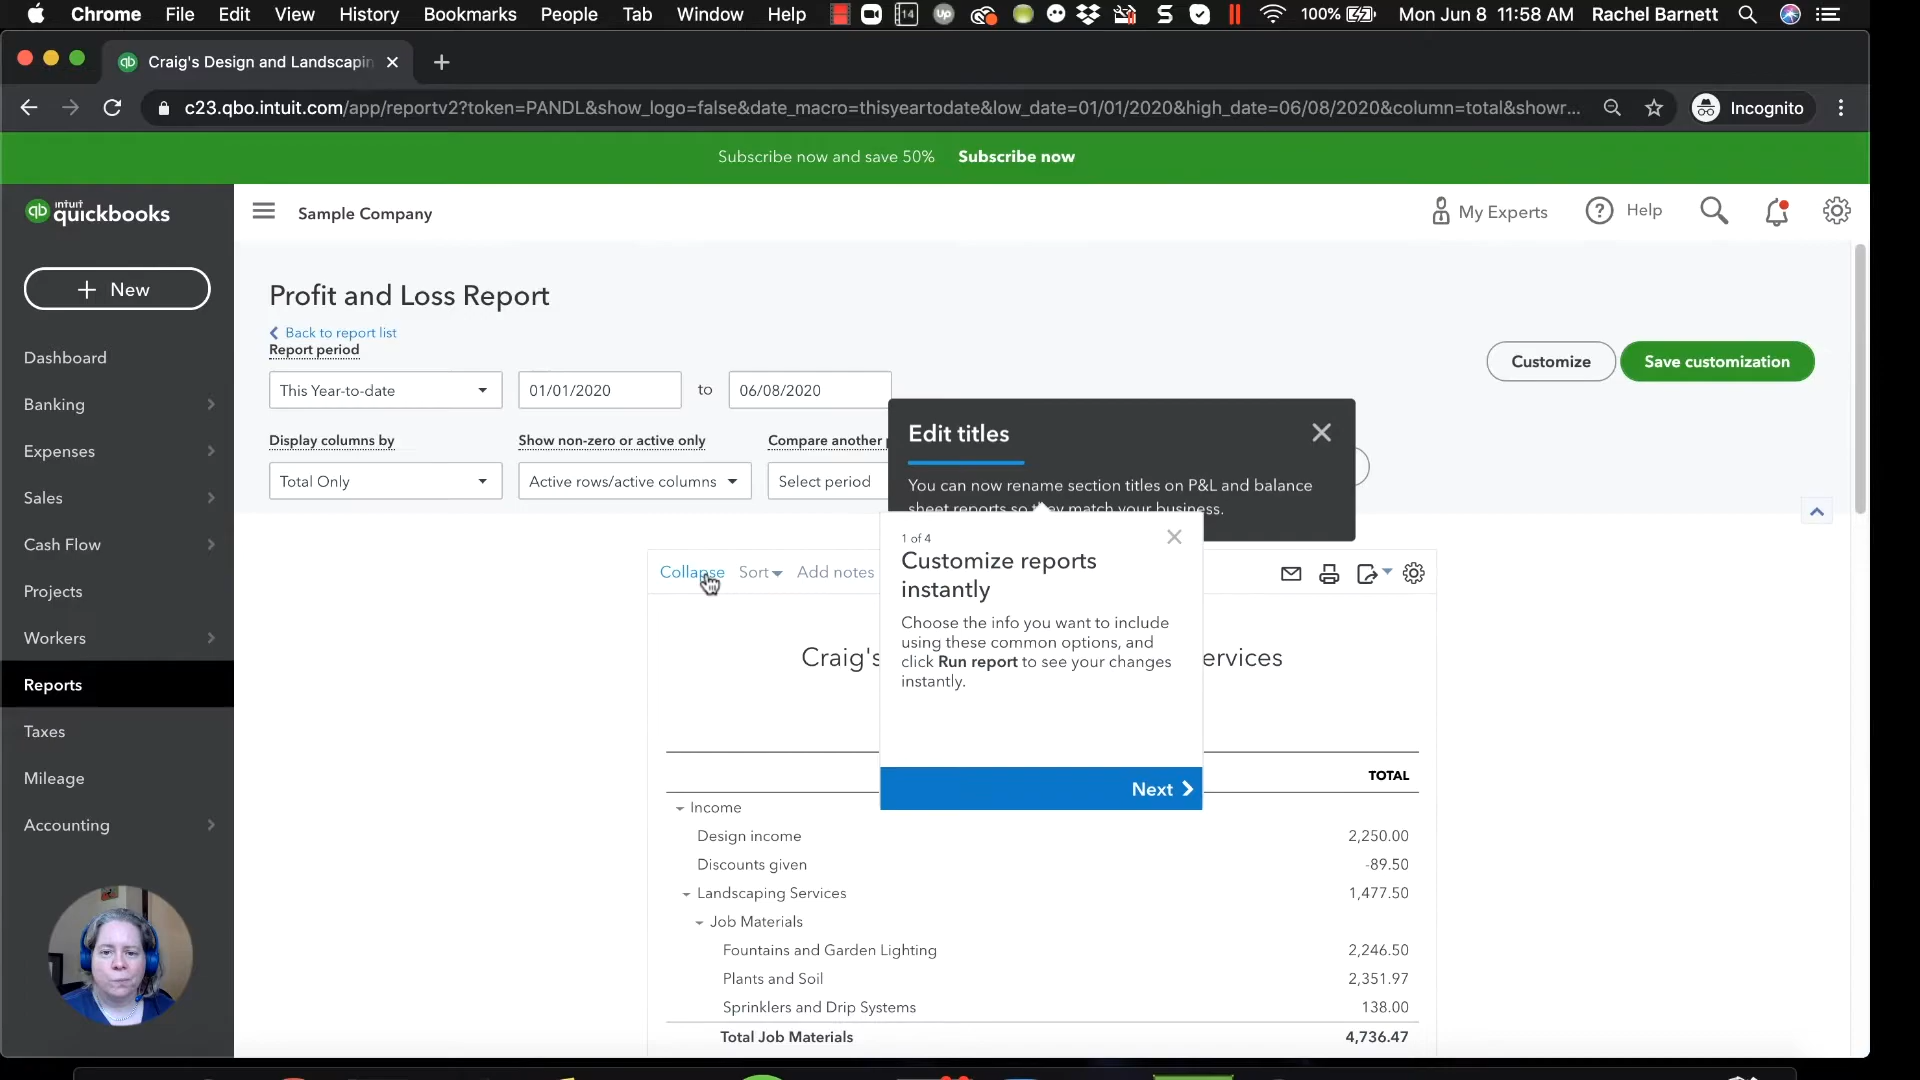 Chrome File Edit View History Bookmarks People Tab Window Help 14 Up 100% Mon Jun 8 11:58 AM Rachel Barnett
qb Craig's Design and Landscapin
c23.qbo.intuit.com/app/reportv2?token=PANDL&show_logo=false&date_macro=thisyeartodate&low_date=01/01/2020&high_date=06/08/2020&column=total&showr... Incognito
Subscribe now and save 50% Subscribe now
qb intuit quickbooks
Sample Company
My Experts
Help
New
Dashboard
Banking
Expenses
Sales
Cash Flow
Projects
Workers
Reports
Taxes
Mileage
Accounting
Profit and Loss Report
Back to report list
Report period
This Year-to-date 01/01/2020 to 06/08/2020
Customize Save customization
Display columns by Show non-zero or active only Compare another
Total Only Active rows/active columns Select period
Edit titles
You can now rename section titles on P&L and balance
sheet reports so they match your business.
1 of 4
Customize reports
instantly
Choose the info you want to include
using these common options, and
click Run report to see your changes
instantly.
Next
Collapse Sort Add notes
Craig's ervices
TOTAL
Income
Design income 2,250.00
Discounts given -89.50
Landscaping Services 1,477.50
Job Materials
Fountains and Garden Lighting 2,246.50
Plants and Soil 2,351.97
Sprinklers and Drip Systems 138.00
Total Job Materials 4,736.47